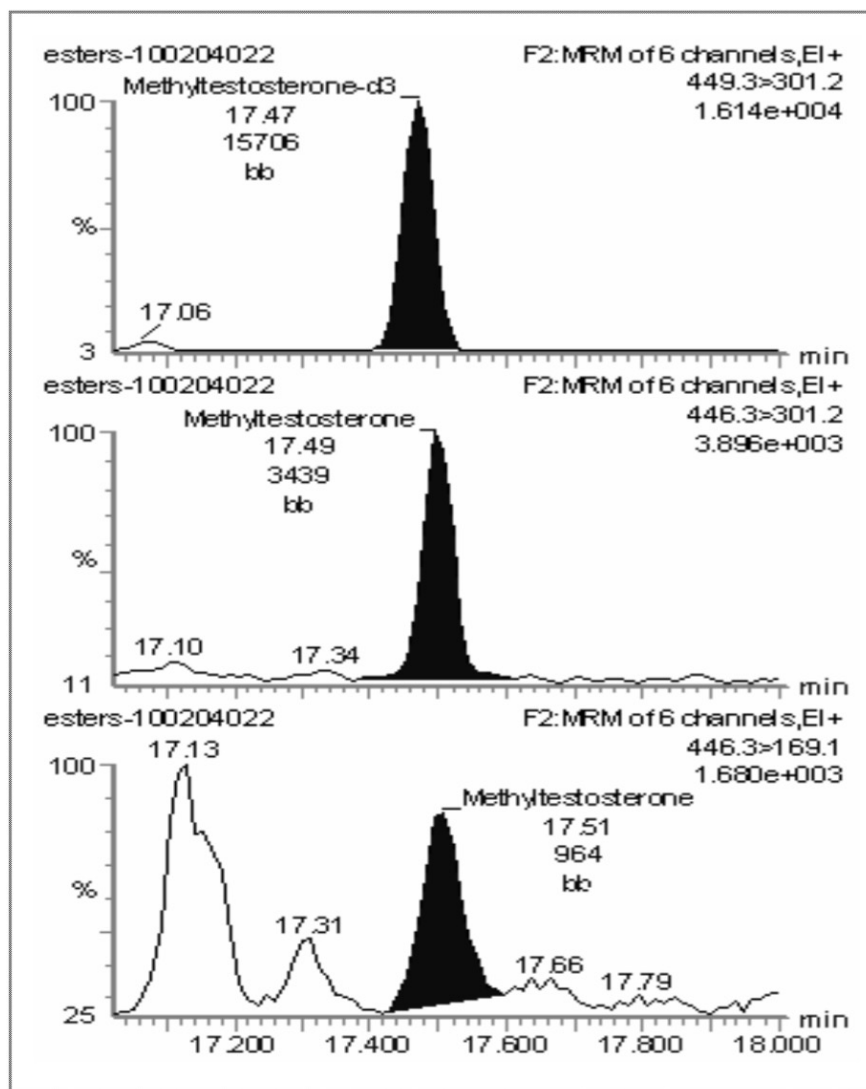 esters-100204022 F2:MRM of 6 channels,EI+
449.3>301.2
1.614e+004
Methyltestosterone-d3
17.47
15706
bb
100
%
17.06
3
min
esters-100204022 F2:MRM of 6 channels,EI+
446.3>301.2
3.896e+003
Methyltestosterone
17.49
3439
bb
100
%
17.10
17.34
11
min
esters-100204022 F2:MRM of 6 channels,EI+
446.3>169.1
1.680e+003
17.13
100
Methyltestosterone
17.51
964
bb
%
17.31
17.66
17.79
25
min
17.200 17.400 17.600 17.800 18.000